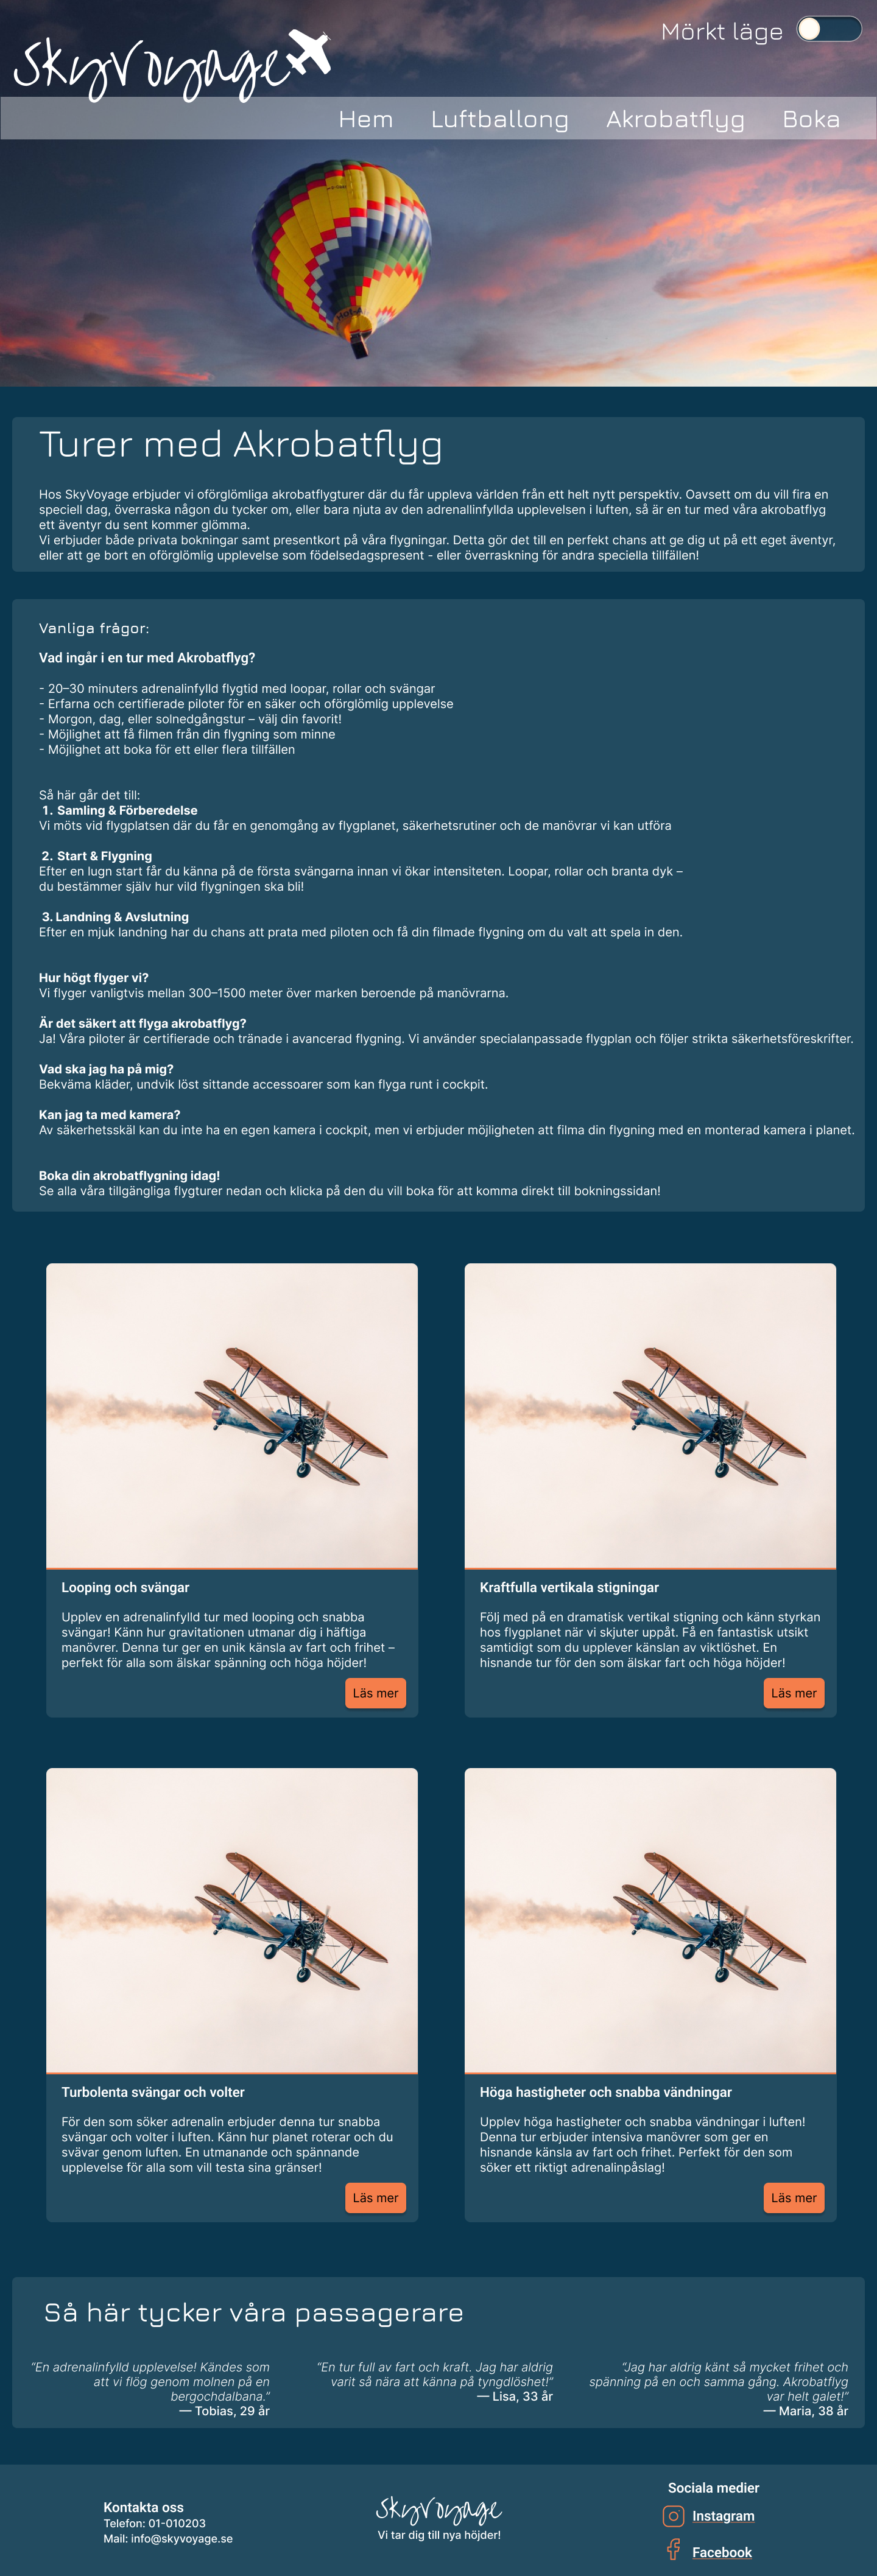 SkyVoyage
Mörkt läge
Hem Luftballong Akrobatflyg Boka
Turer med Akrobatflyg
Hos SkyVoyage erbjuder vi oförglömliga akrobatflygturer där du får uppleva världen från ett helt nytt perspektiv. Oavsett om du vill fira en
speciell dag, överraska någon du tycker om, eller bara njuta av den adrenallinfyllda upplevelsen i luften, så är en tur med våra akrobatflyg
ett äventyr du sent kommer glömma.
Vi erbjuder både privata bokningar samt presentkort på våra flygningar. Detta gör det till en perfekt chans att ge dig ut på ett eget äventyr,
eller att ge bort en oförglömlig upplevelse som födelsedagspresent - eller överraskning för andra speciella tillfällen!
Vanliga frågor:
Vad ingår i en tur med Akrobatflyg?
- 20–30 minuters adrenalinfylld flygtid med loopar, rollar och svängar
- Erfarna och certifierade piloter för en säker och oförglömlig upplevelse
- Morgon, dag, eller solnedgångstur – välj din favorit!
- Möjlighet att få filmen från din flygning som minne
- Möjlighet att boka för ett eller flera tillfällen
Så här går det till:
1. Samling & Förberedelse
Vi möts vid flygplatsen där du får en genomgång av flygplanet, säkerhetsrutiner och de manövrar vi kan utföra
2. Start & Flygning
Efter en lugn start får du känna på de första svängarna innan vi ökar intensiteten. Loopar, rollar och branta dyk –
du bestämmer själv hur vild flygningen ska bli!
3. Landning & Avslutning
Efter en mjuk landning har du chans att prata med piloten och få din filmade flygning om du valt att spela in den.
Hur högt flyger vi?
Vi flyger vanligtvis mellan 300–1500 meter över marken beroende på manövrarna.
Är det säkert att flyga akrobatflyg?
Ja! Våra piloter är certifierade och tränade i avancerad flygning. Vi använder specialanpassade flygplan och följer strikta säkerhetsföreskrifter.
Vad ska jag ha på mig?
Bekväma kläder, undvik löst sittande accessoarer som kan flyga runt i cockpit.
Kan jag ta med kamera?
Av säkerhetsskäl kan du inte ha en egen kamera i cockpit, men vi erbjuder möjligheten att filma din flygning med en monterad kamera i planet.
Boka din akrobatflygning idag!
Se alla våra tillgängliga flygturer nedan och klicka på den du vill boka för att komma direkt till bokningssidan!
Looping och svängar
Upplev en adrenalinfylld tur med looping och snabba
svängar! Känn hur gravitationen utmanar dig i häftiga
manövrer. Denna tur ger en unik känsla av fart och frihet –
perfekt för alla som älskar spänning och höga höjder!
Läs mer
Kraftfulla vertikala stigningar
Följ med på en dramatisk vertikal stigning och känn styrkan
hos flygplanet när vi skjuter uppåt. Få en fantastisk utsikt
samtidigt som du upplever känslan av viktlöshet. En
hisnande tur för den som älskar fart och höga höjder!
Läs mer
Turbolenta svängar och volter
För den som söker adrenalin erbjuder denna tur snabba
svängar och volter i luften. Känn hur planet roterar och du
svävar genom luften. En utmanande och spännande
upplevelse för alla som vill testa sina gränser!
Läs mer
Höga hastigheter och snabba vändningar
Upplev höga hastigheter och snabba vändningar i luften!
Denna tur erbjuder intensiva manövrer som ger en
hisnande känsla av fart och frihet. Perfekt för den som
söker ett riktigt adrenalinpåslag!
Läs mer
Så här tycker våra passagerare
“En adrenalinfylld upplevelse! Kändes som
att vi flög genom molnen på en
bergochdalbana.”
— Tobias, 29 år
“En tur full av fart och kraft. Jag har aldrig
varit så nära att känna på tyngdlöshet!”
— Lisa, 33 år
“Jag har aldrig känt så mycket frihet och
spänning på en och samma gång. Akrobatflyg
var helt galet!”
— Maria, 38 år
Kontakta oss
Telefon: 01-010203
Mail: info@skyvoyage.se
SkyVoyage
Vi tar dig till nya höjder!
Sociala medier
Instagram
Facebook